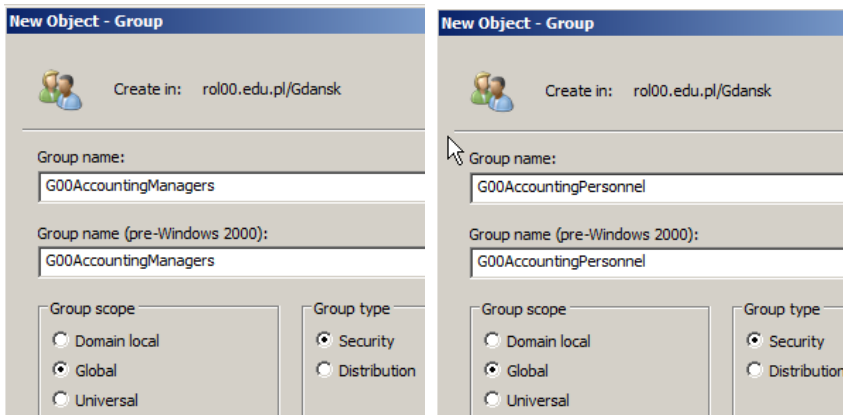 New Object - Group
Create in: rol00.edu.pl/Gdansk
Group name:
G00AccountingManagers
Group name (pre-Windows 2000):
G00AccountingManagers
Group scope
Domain local
Global
Universal
Group type
Security
Distribution
New Object - Group
Create in: rol00.edu.pl/Gdansk
Group name:
G00AccountingPersonnel
Group name (pre-Windows 2000):
G00AccountingPersonnel
Group scope
Domain local
Global
Universal
Group type
Security
Distribution